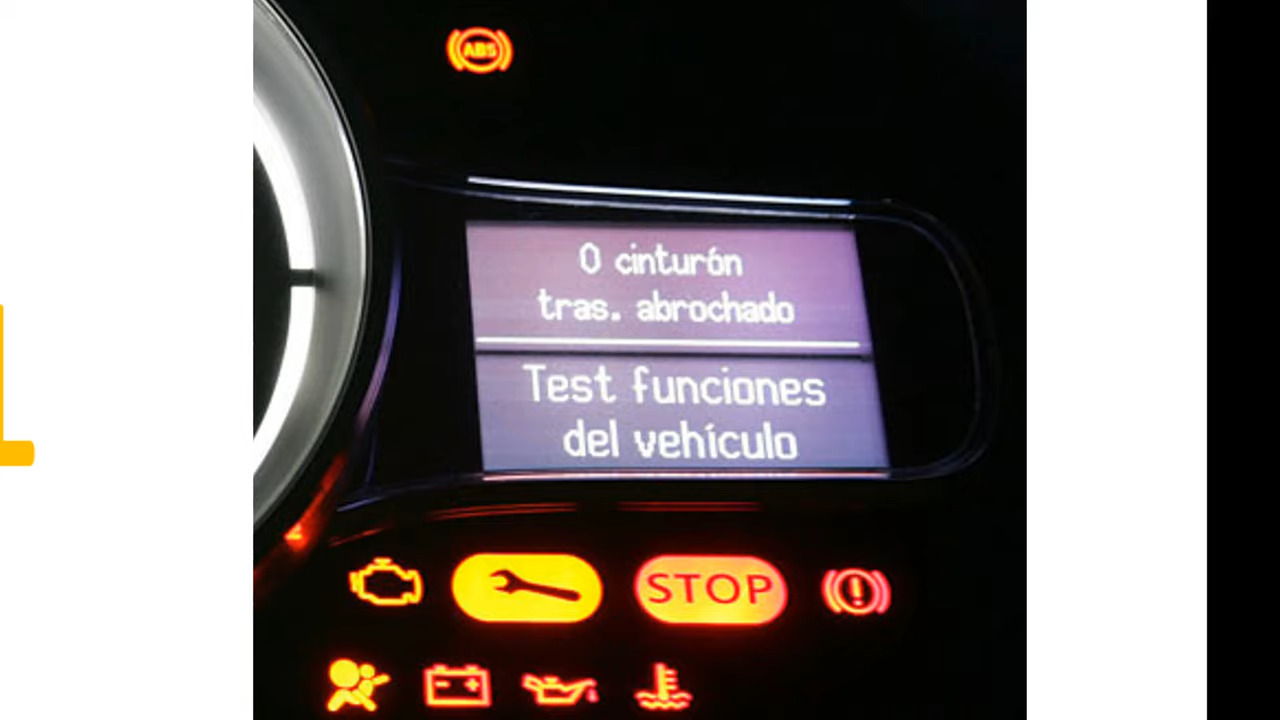 ABS
0 cinturón
tras. abrochado
Test funciones
del vehículo
STOP